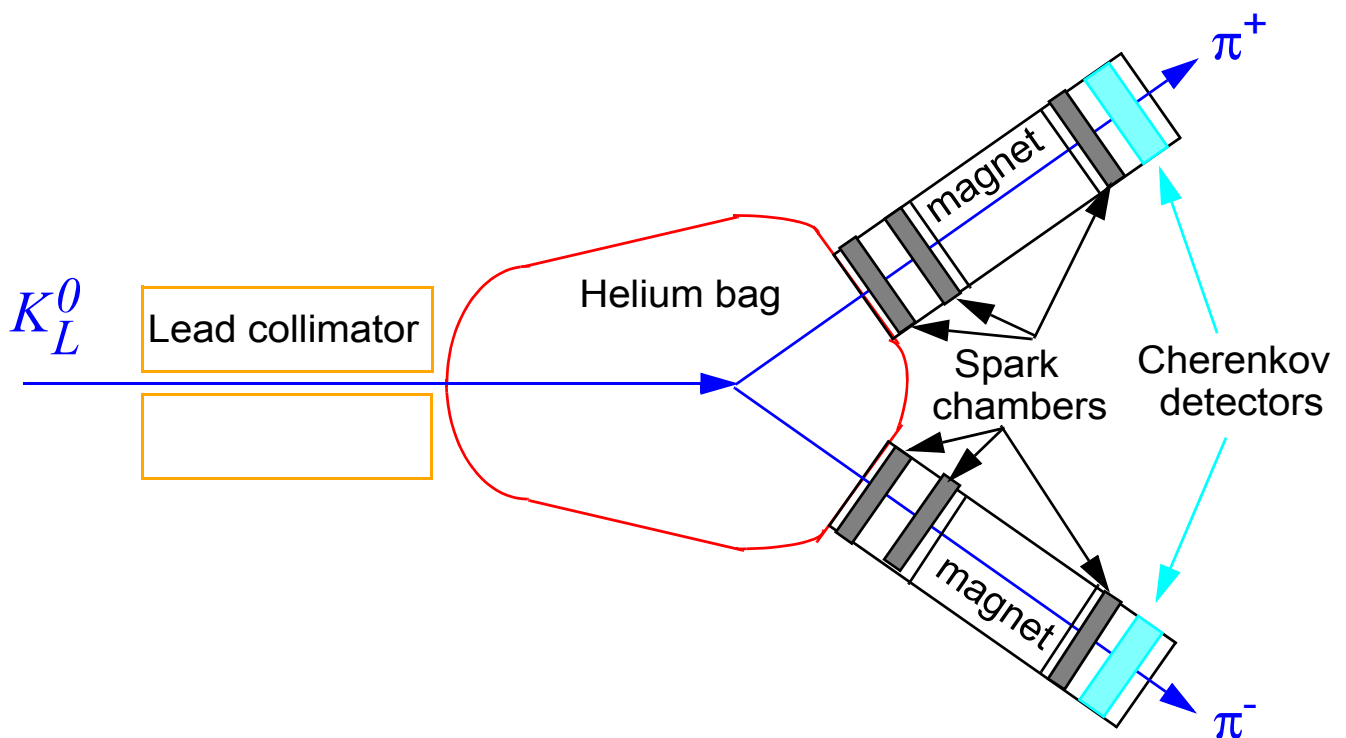 π+
magnet
Helium bag
K0L
Lead collimator
Spark
chambers
Cherenkov
detectors
magnet
π-